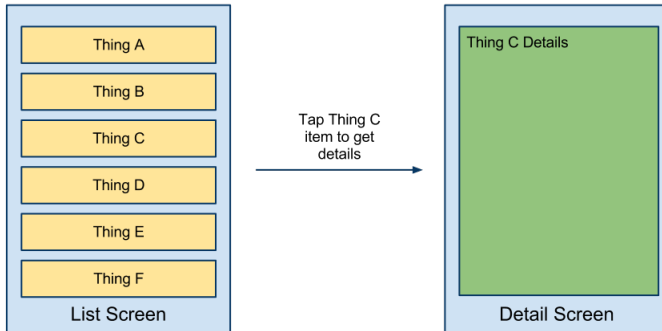 Thing A
Thing B
Thing C
Thing D
Thing E
Thing F
List Screen
Tap Thing C
item to get
details
Thing C Details
Detail Screen